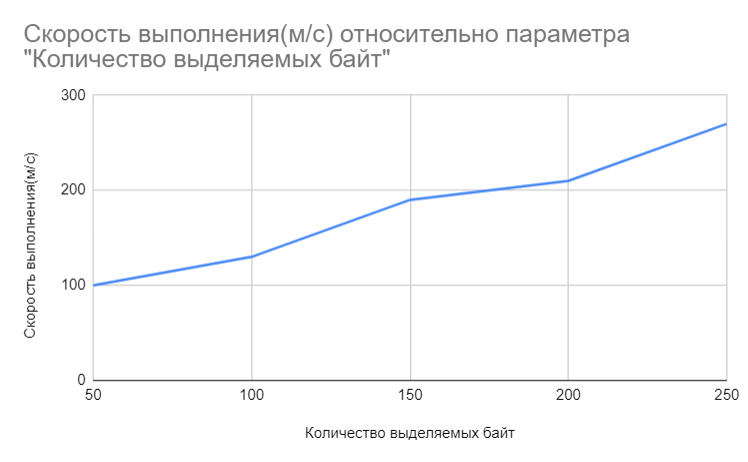 Скорость выполнения(м/с) относительно параметра
"Количество выделяемых байт"
300
200
100
0
Скорость выполнения(м/с)
50
100
150
200
250
Количество выделяемых байт